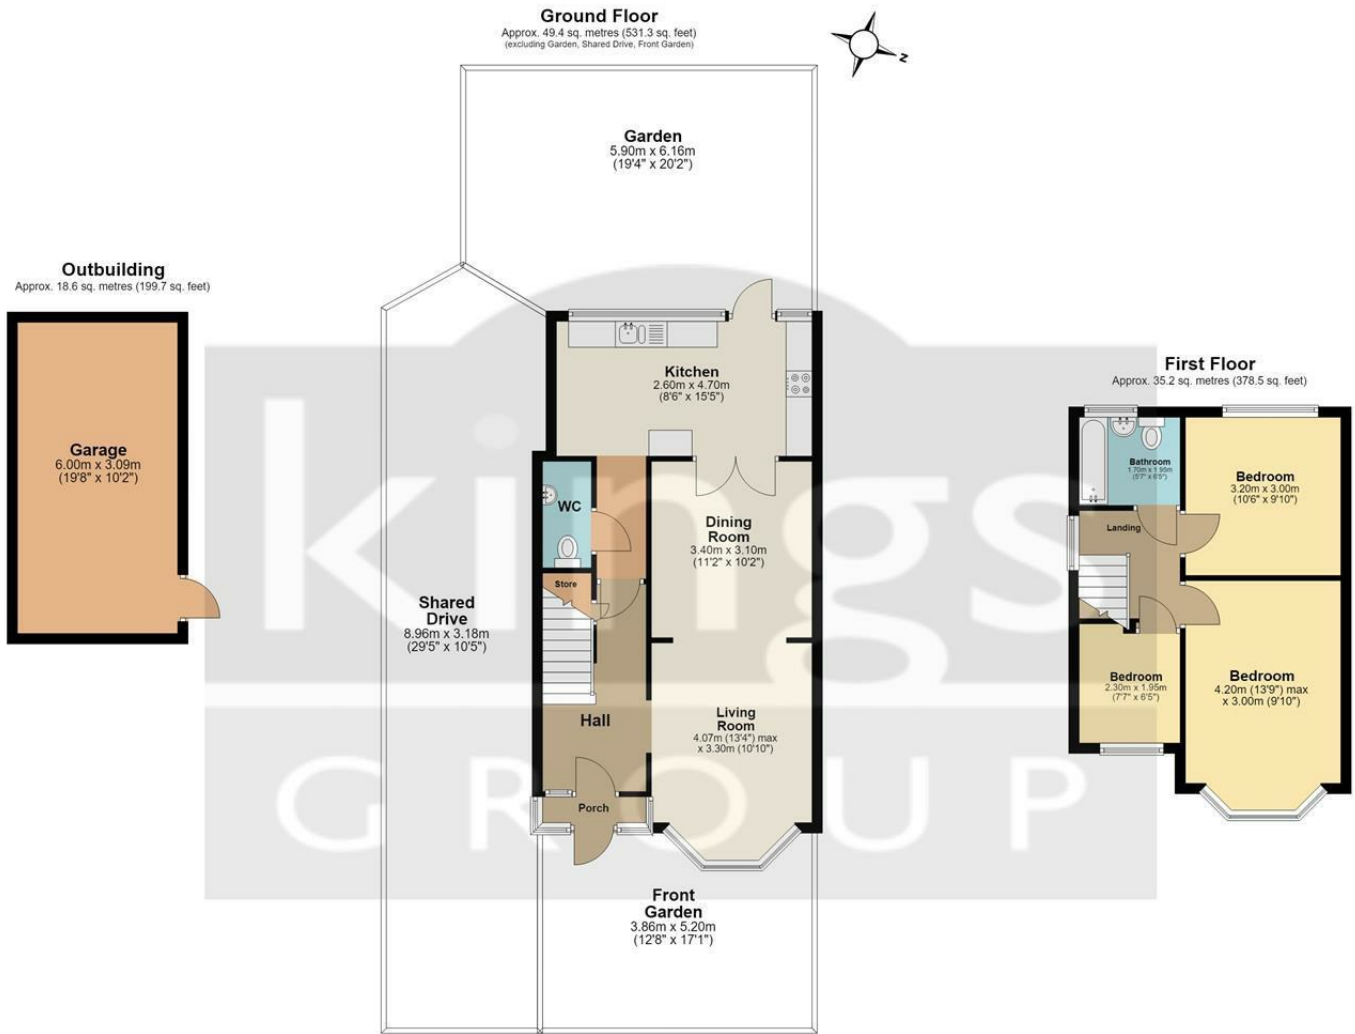 Ground Floor
Approx. 49.4 sq. metres (531.3 sq. feet)
(excluding Garden, Shared Drive, Front Garden)
N
Garden
5.90m x 6.16m
(19'4" x 20'2")
Outbuilding
Approx. 18.6 sq. metres (199.7 sq. feet)
Garage
6.00m x 3.09m
(19'8" x 10'2")
Kitchen
2.60m x 4.70m
(8'6" x 15'5")
WC
Dining
Room
3.40m x 3.10m
(11'2" x 10'2")
Store
Shared
Drive
8.96m x 3.18m
(29'5" x 10'5")
Hall
Living
Room
4.07m (13'4") max
x 3.30m (10'10")
Porch
Front
Garden
3.86m x 5.20m
(12'8" x 17'1")
First Floor
Approx. 35.2 sq. metres (378.5 sq. feet)
Bathroom
1.70m x 1.95m
(5'7" x 6'5")
Bedroom
3.20m x 3.00m
(10'6" x 9'10")
Landing
Bedroom
2.30m x 1.95m
(7'7" x 6'5")
Bedroom
4.20m (13'9") max
x 3.00m (9'10")
kings
GROUP